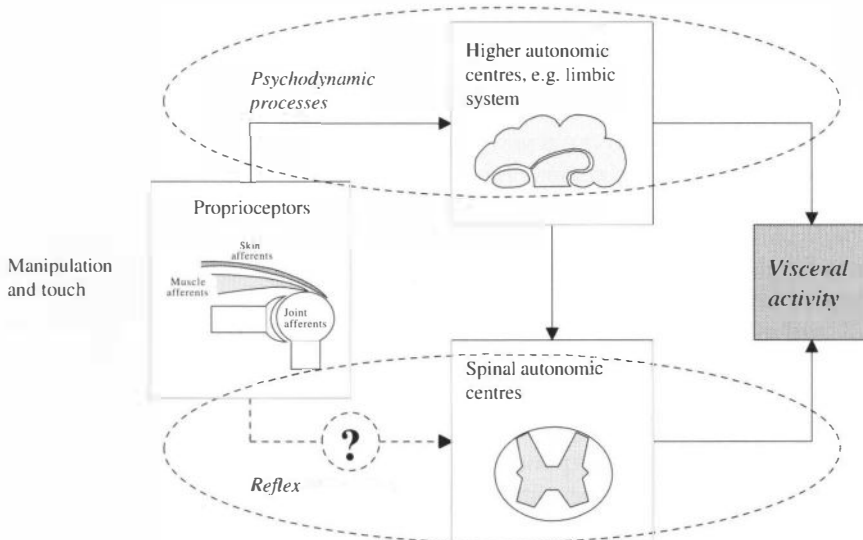 Higher autonomic
centres, e.g. limbic
system
Psychodynamic
processes
Proprioceptors
Skin
afferents
Muscle
afferents
Joint
afferents
Manipulation
and touch
Visceral
activity
Spinal autonomic
centres
?
Reflex